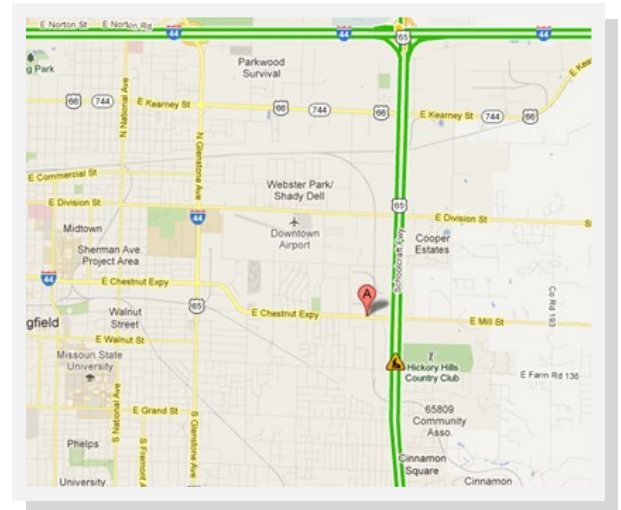 E Norton St
E Norton Rd
44
44
65
44
g Park
Parkwood
Survival
66
744
E Kearney St
66
744
66
E Kearney St
744
66
N National Ave
N Glenstone Ave
E Commercial St
Webster Park/
Shady Dell
E Division St
44
65
E Division St
Midtown
Downtown
Airport
Cooper
Estates
Sherman Ave.
Project Area
Schoolcraft Fwy
44
E Chestnut Expy
A
Co Rd 193
65
E Chestnut Expy
E Mill St
gfield
Walnut
Street
E Walnut St
Missouri State
University
Hickory Hills
Country Club
E Farm Rd 136
S National Ave
E Grand St
S Glenstone Ave
65809
Community
Asso.
Phelps
S Fremont A
Cinnamon
Square
University
Cinnamon